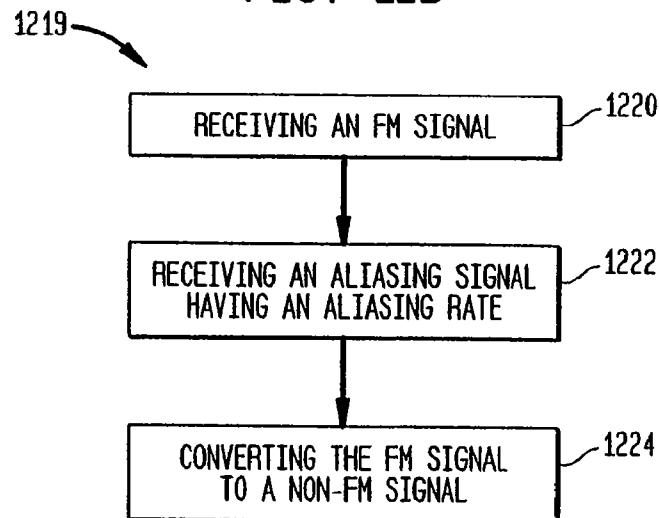 1219
RECEIVING AN FM SIGNAL
1220
RECEIVING AN ALIASING SIGNAL
HAVING AN ALIASING RATE
1222
CONVERTING THE FM SIGNAL
TO A NON-FM SIGNAL
1224